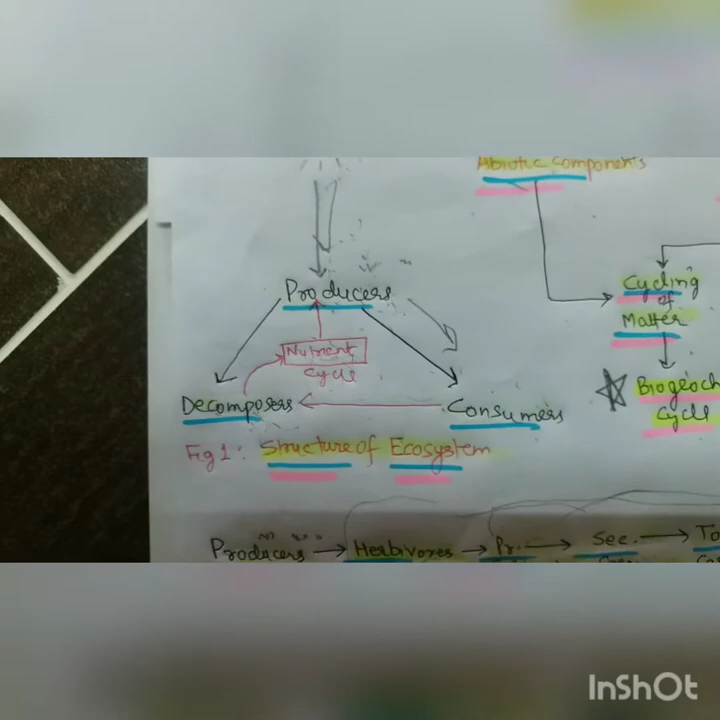 Abiotic components
Producers
Cycling
of
Matter
Nutrient
cycle
Decomposers
Consumers
Biogeoch
cycle
Fig 1: Structure of Ecosystem
Producers → Herbivores → Pr. → Sec. → To
InShOt